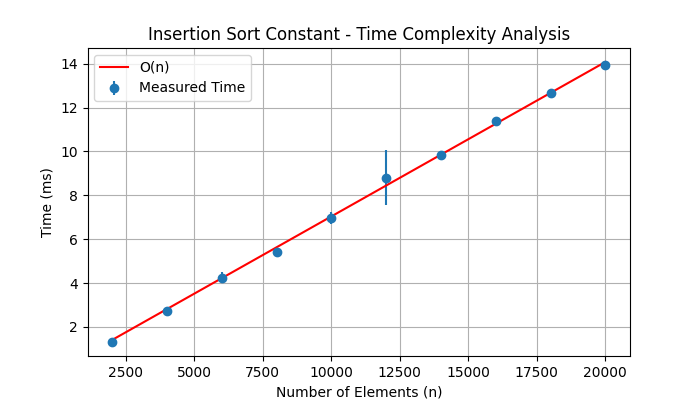 Insertion Sort Constant - Time Complexity Analysis
O(n)
Measured Time
Time (ms)
14
12
10
8
6
4
2
2500 5000 7500 10000 12500 15000 17500 20000
Number of Elements (n)